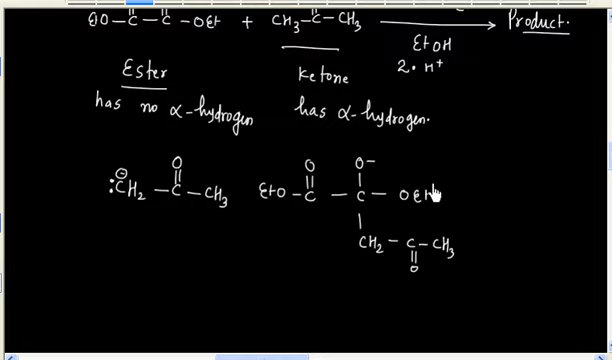 EtO – C – C – OEt + CH3 – C – CH3 Product.
EtOH
2. H+
Ester ketone
has no α-hydrogen has α-hydrogen.
O O O−
:⊖CH2 – C – CH3 EtO – C – C – OEt
CH2 – C – CH3
O